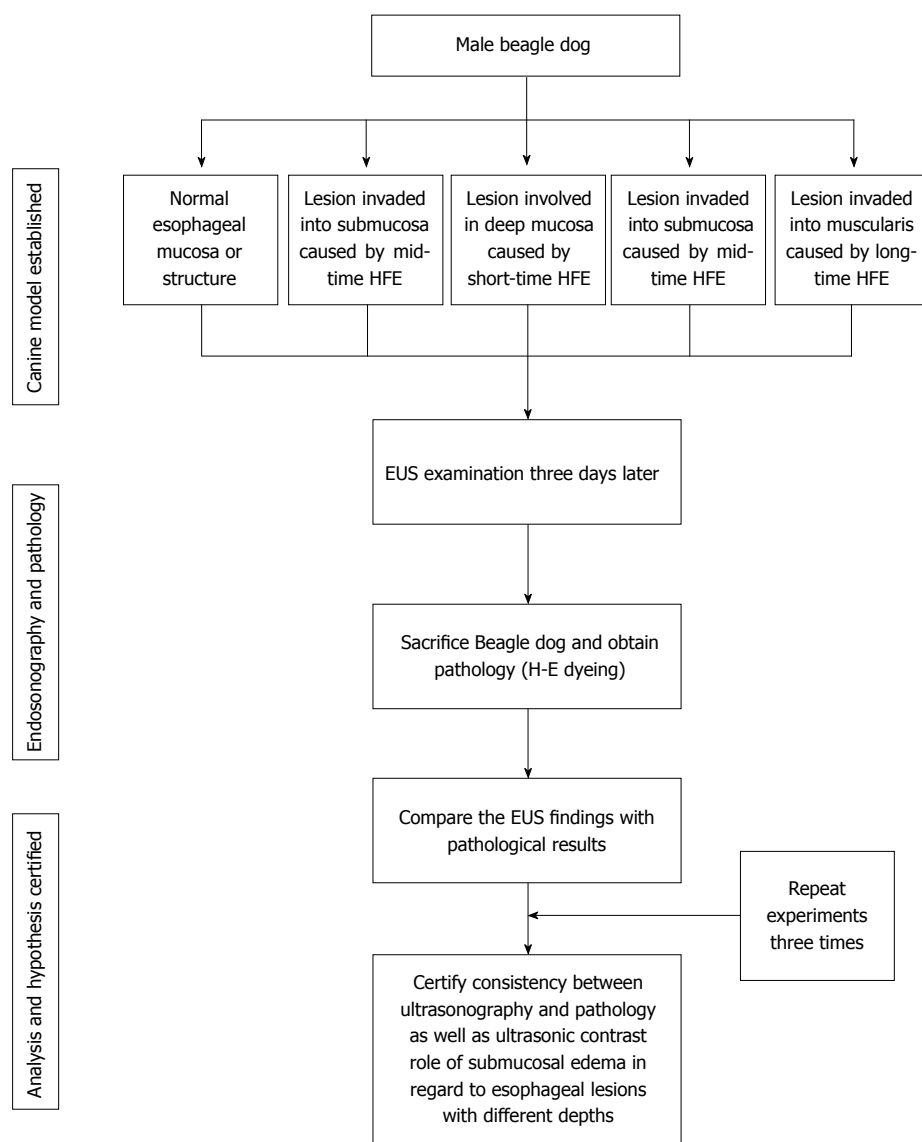 Male beagle dog
Canine model established
Normal
esophageal
mucosa or
structure
Lesion invaded
into submucosa
caused by mid-
time HFE
Lesion involved
in deep mucosa
caused by
short-time HFE
Lesion invaded
into submucosa
caused by mid-
time HFE
Lesion invaded
into muscularis
caused by long-
time HFE
Endosonography and pathology
EUS examination three days later
Sacrifice Beagle dog and obtain
pathology (H-E dyeing)
Analysis and hypothesis certified
Compare the EUS findings with
pathological results
Repeat
experiments
three times
Certify consistency between
ultrasonography and pathology
as well as ultrasonic contrast
role of submucosal edema in
regard to esophageal lesions
with different depths